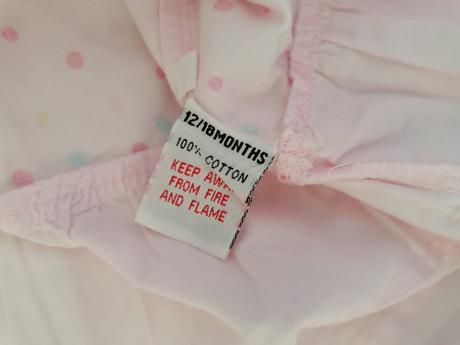 12/18MONTHS
100% COTTON
KEEP AWAY
FROM FIRE
AND FLAME